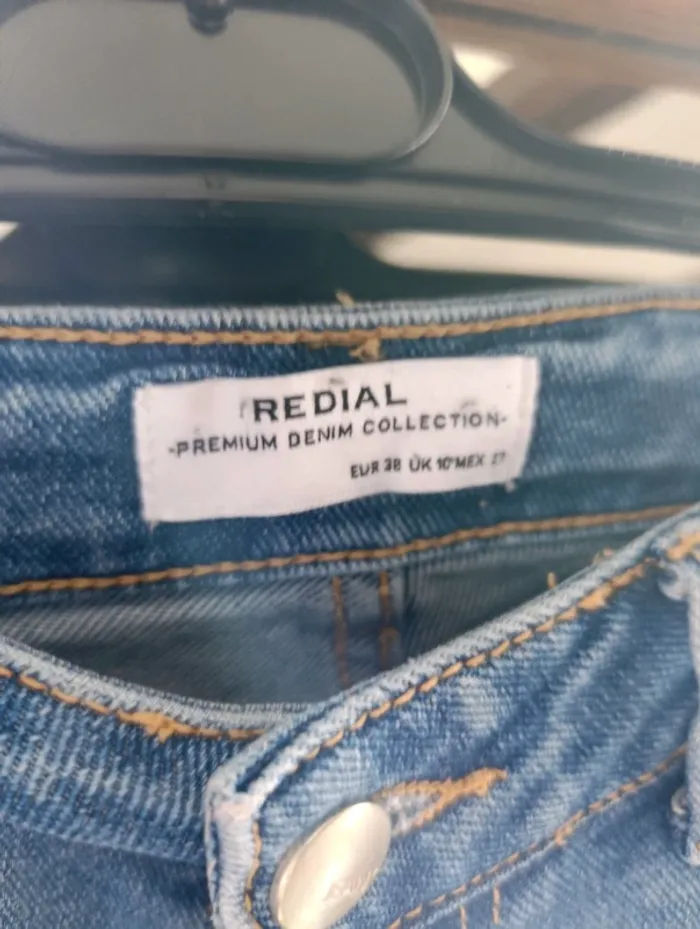 REDIAL
-PREMIUM DENIM COLLECTION-
EUR 38 UK 10 MEX 27